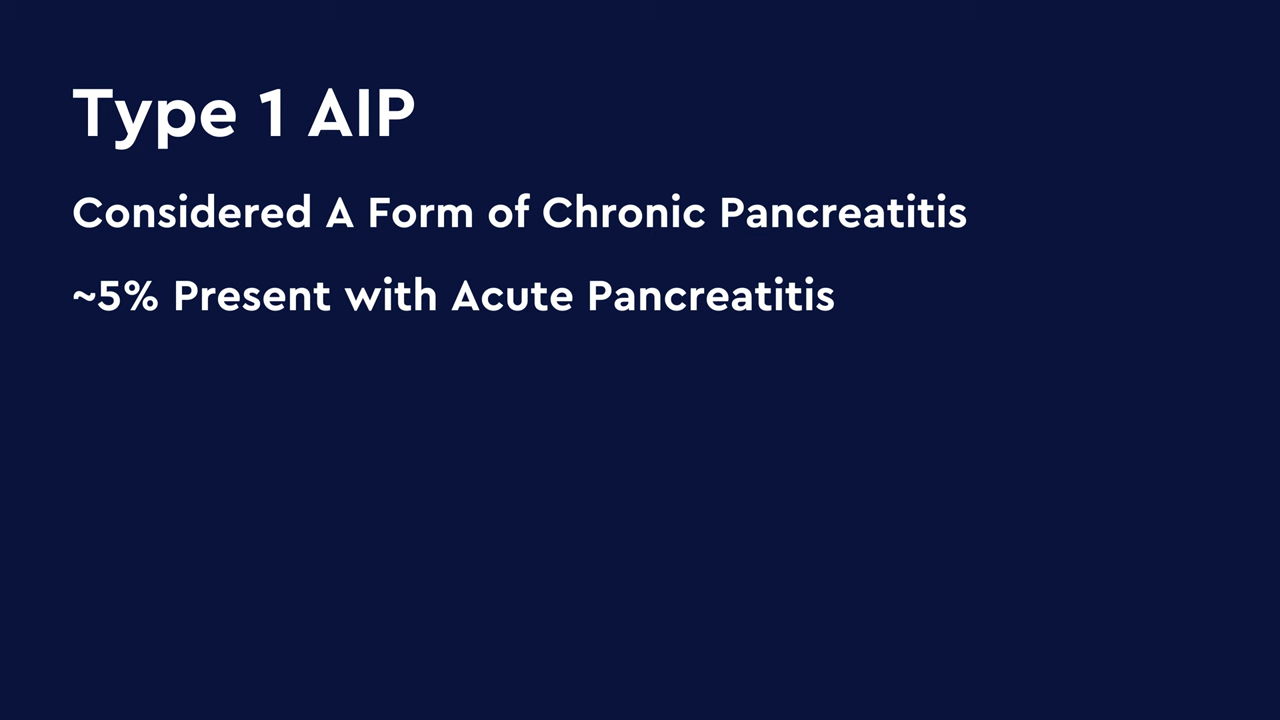 Type 1 AIP
Considered A Form of Chronic Pancreatitis
~5% Present with Acute Pancreatitis